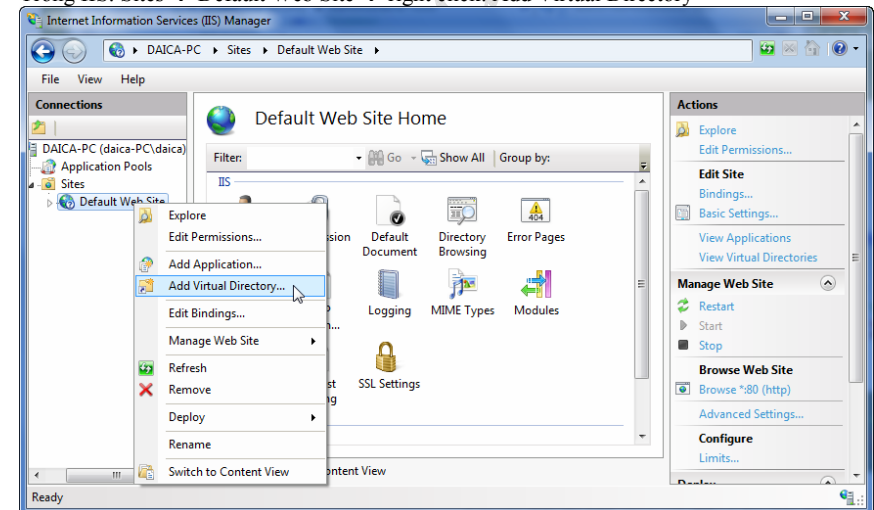 Internet Information Services (IIS) Manager
DAICA-PC Sites Default Web Site
File View Help
Connections
DAICA-PC (daica-PC\daica)
Application Pools
Sites
Default Web Site
Explore
Edit Permissions...
Add Application...
Add Virtual Directory...
Edit Bindings...
Manage Web Site
Refresh
Remove
Deploy
Rename
Switch to Content View
Default Web Site Home
Filter: Go Show All Group by:
IIS
Default Document
Directory Browsing
Error Pages
404
Logging
MIME Types
Modules
SSL Settings
Content View
Actions
Explore
Edit Permissions...
Edit Site
Bindings...
Basic Settings...
View Applications
View Virtual Directories
Manage Web Site
Restart
Start
Stop
Browse Web Site
Browse *:80 (http)
Advanced Settings...
Configure
Limits...
Deploy
Ready